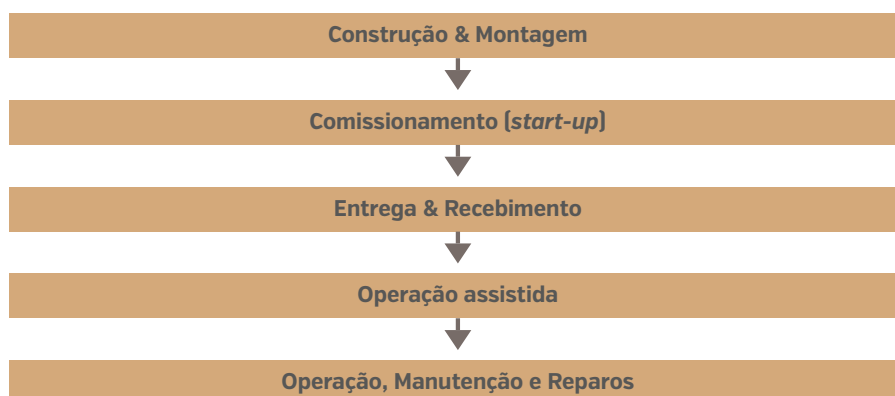 Construção & Montagem
Comissionamento (start-up)
Entrega & Recebimento
Operação assistida
Operação, Manutenção e Reparos